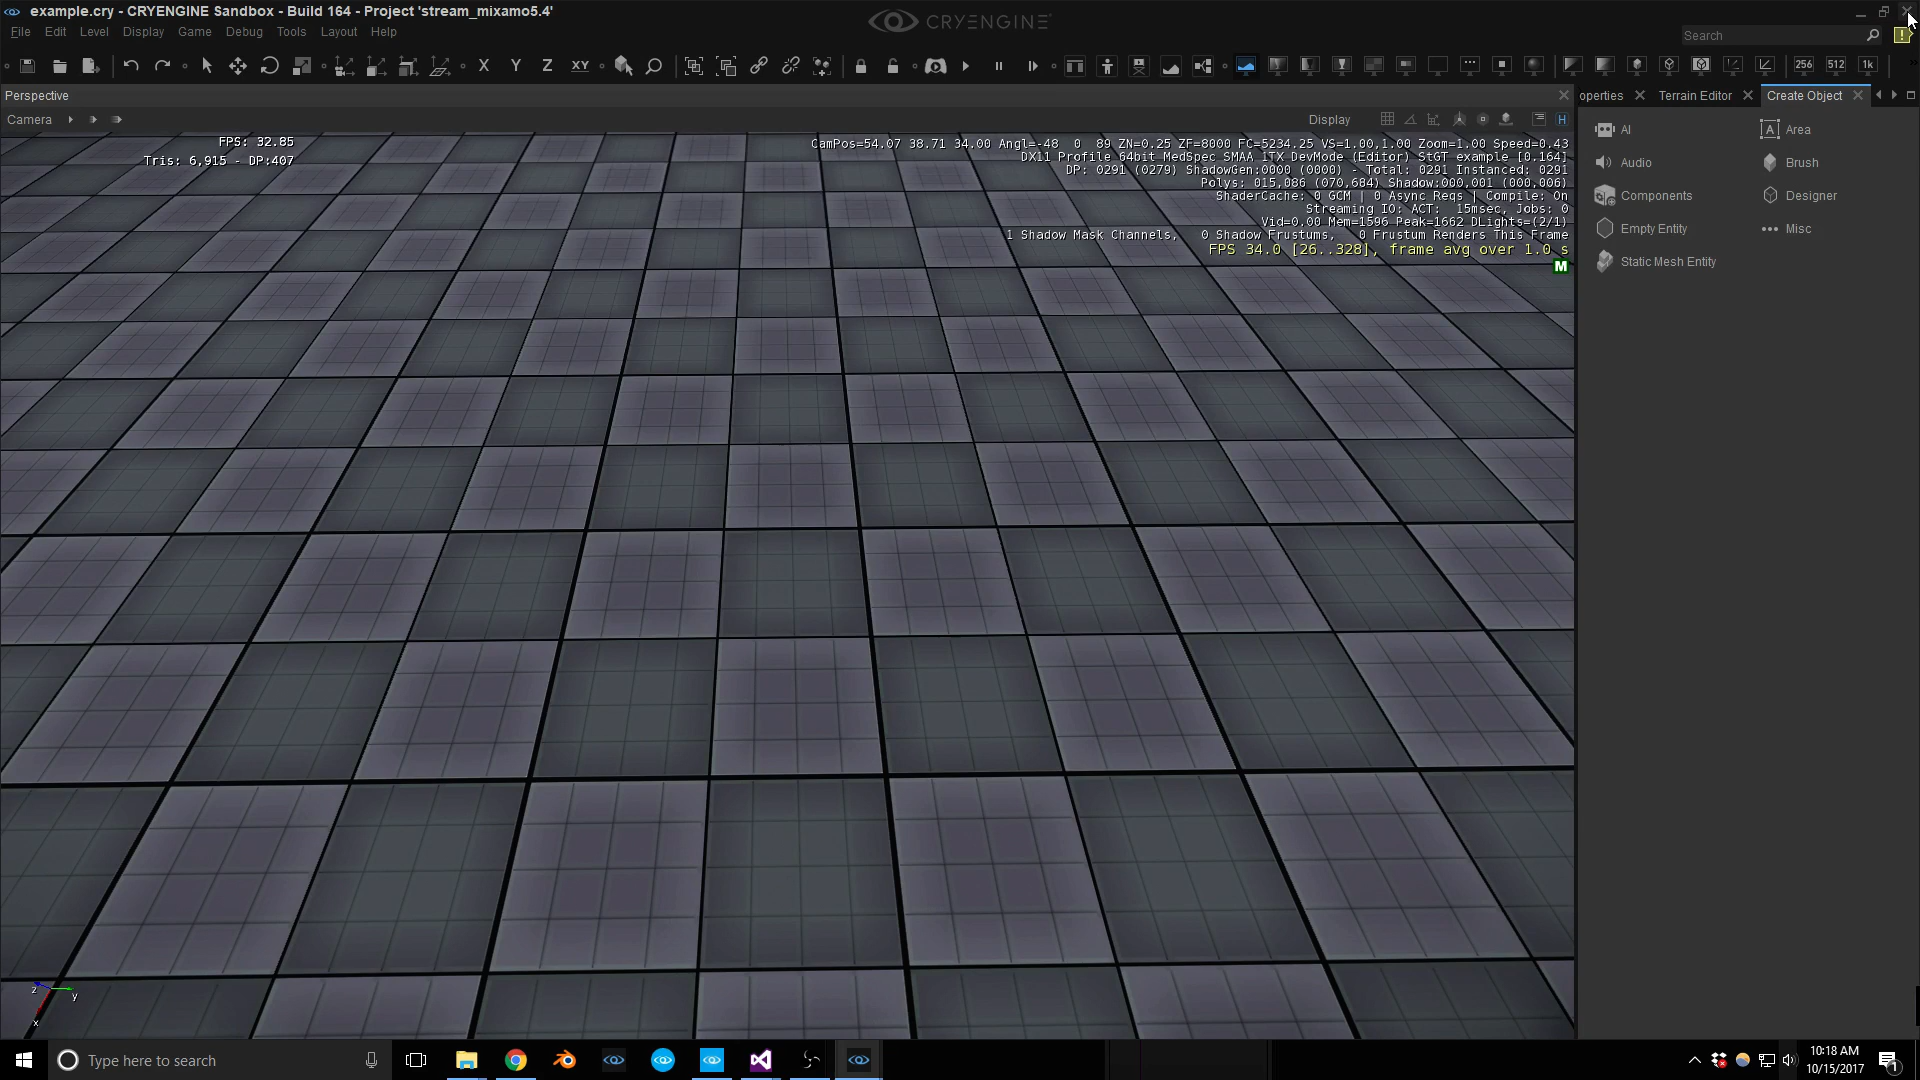 example.cry - CRYENGINE Sandbox - Build 164 - Project 'stream_mixamo5.4'
CRYENGINE
File Edit Level Display Game Debug Tools Layout Help
Search
X Y Z XY 256 512 1k
Perspective
operties Terrain Editor Create Object
Camera
Display
H
FPS: 32.85
Tris: 6,915 - DP:407
CamPos=54.07 38.71 34.00 Angl=-48 0 89 ZN=0.25 ZF=8000 FC=5234.25 VS=1.00,1.00 Zoom=1.00 Speed=0.43
DX11 Profile 64bit MedSpec SMAA 1TX DevMode (Editor) StGT example [0.164]
DP: 0291 (0279) ShadowGen:0000 (0000) - Total: 0291 Instanced: 0291
Polys: 015,086 (070,684) Shadow:000,001 (000,006)
ShaderCache: 0 GCM | 0 Async Reqs | Compile: On
Streaming IO: ACT: 15msec, Jobs: 0
Vid=0.00 Mem=1596 Peak=1662 DLights=(2/1)
1 Shadow Mask Channels, 0 Shadow Frustums, 0 Frustum Renders This Frame
FPS 34.0 [26..328], frame avg over 1.0 s
M
AI
Area
Audio
Brush
Components
Designer
Empty Entity
Misc
Static Mesh Entity
z
y
x
Type here to search
10:18 AM
10/15/2017
1